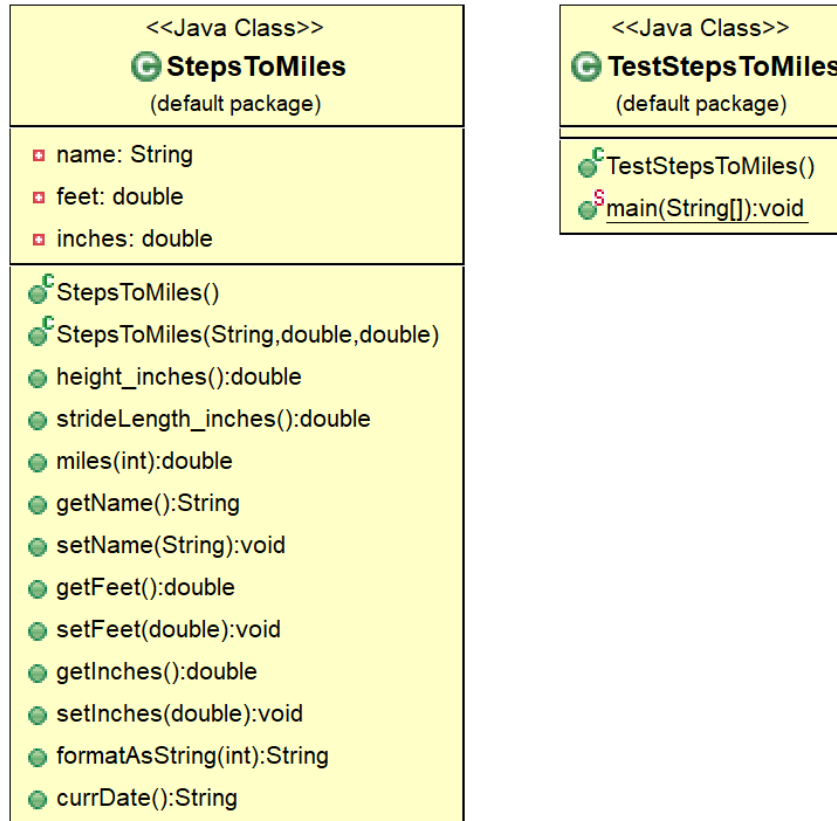 <<Java Class>>
StepsToMiles
(default package)
name: String
feet: double
inches: double
StepsToMiles()
StepsToMiles(String,double,double)
height_inches():double
strideLength_inches():double
miles(int):double
getName():String
setName(String):void
getFeet():double
setFeet(double):void
getInches():double
setInches(double):void
formatAsString(int):String
currDate():String
<<Java Class>>
TestStepsToMiles
(default package)
TestStepsToMiles()
main(String[]):void